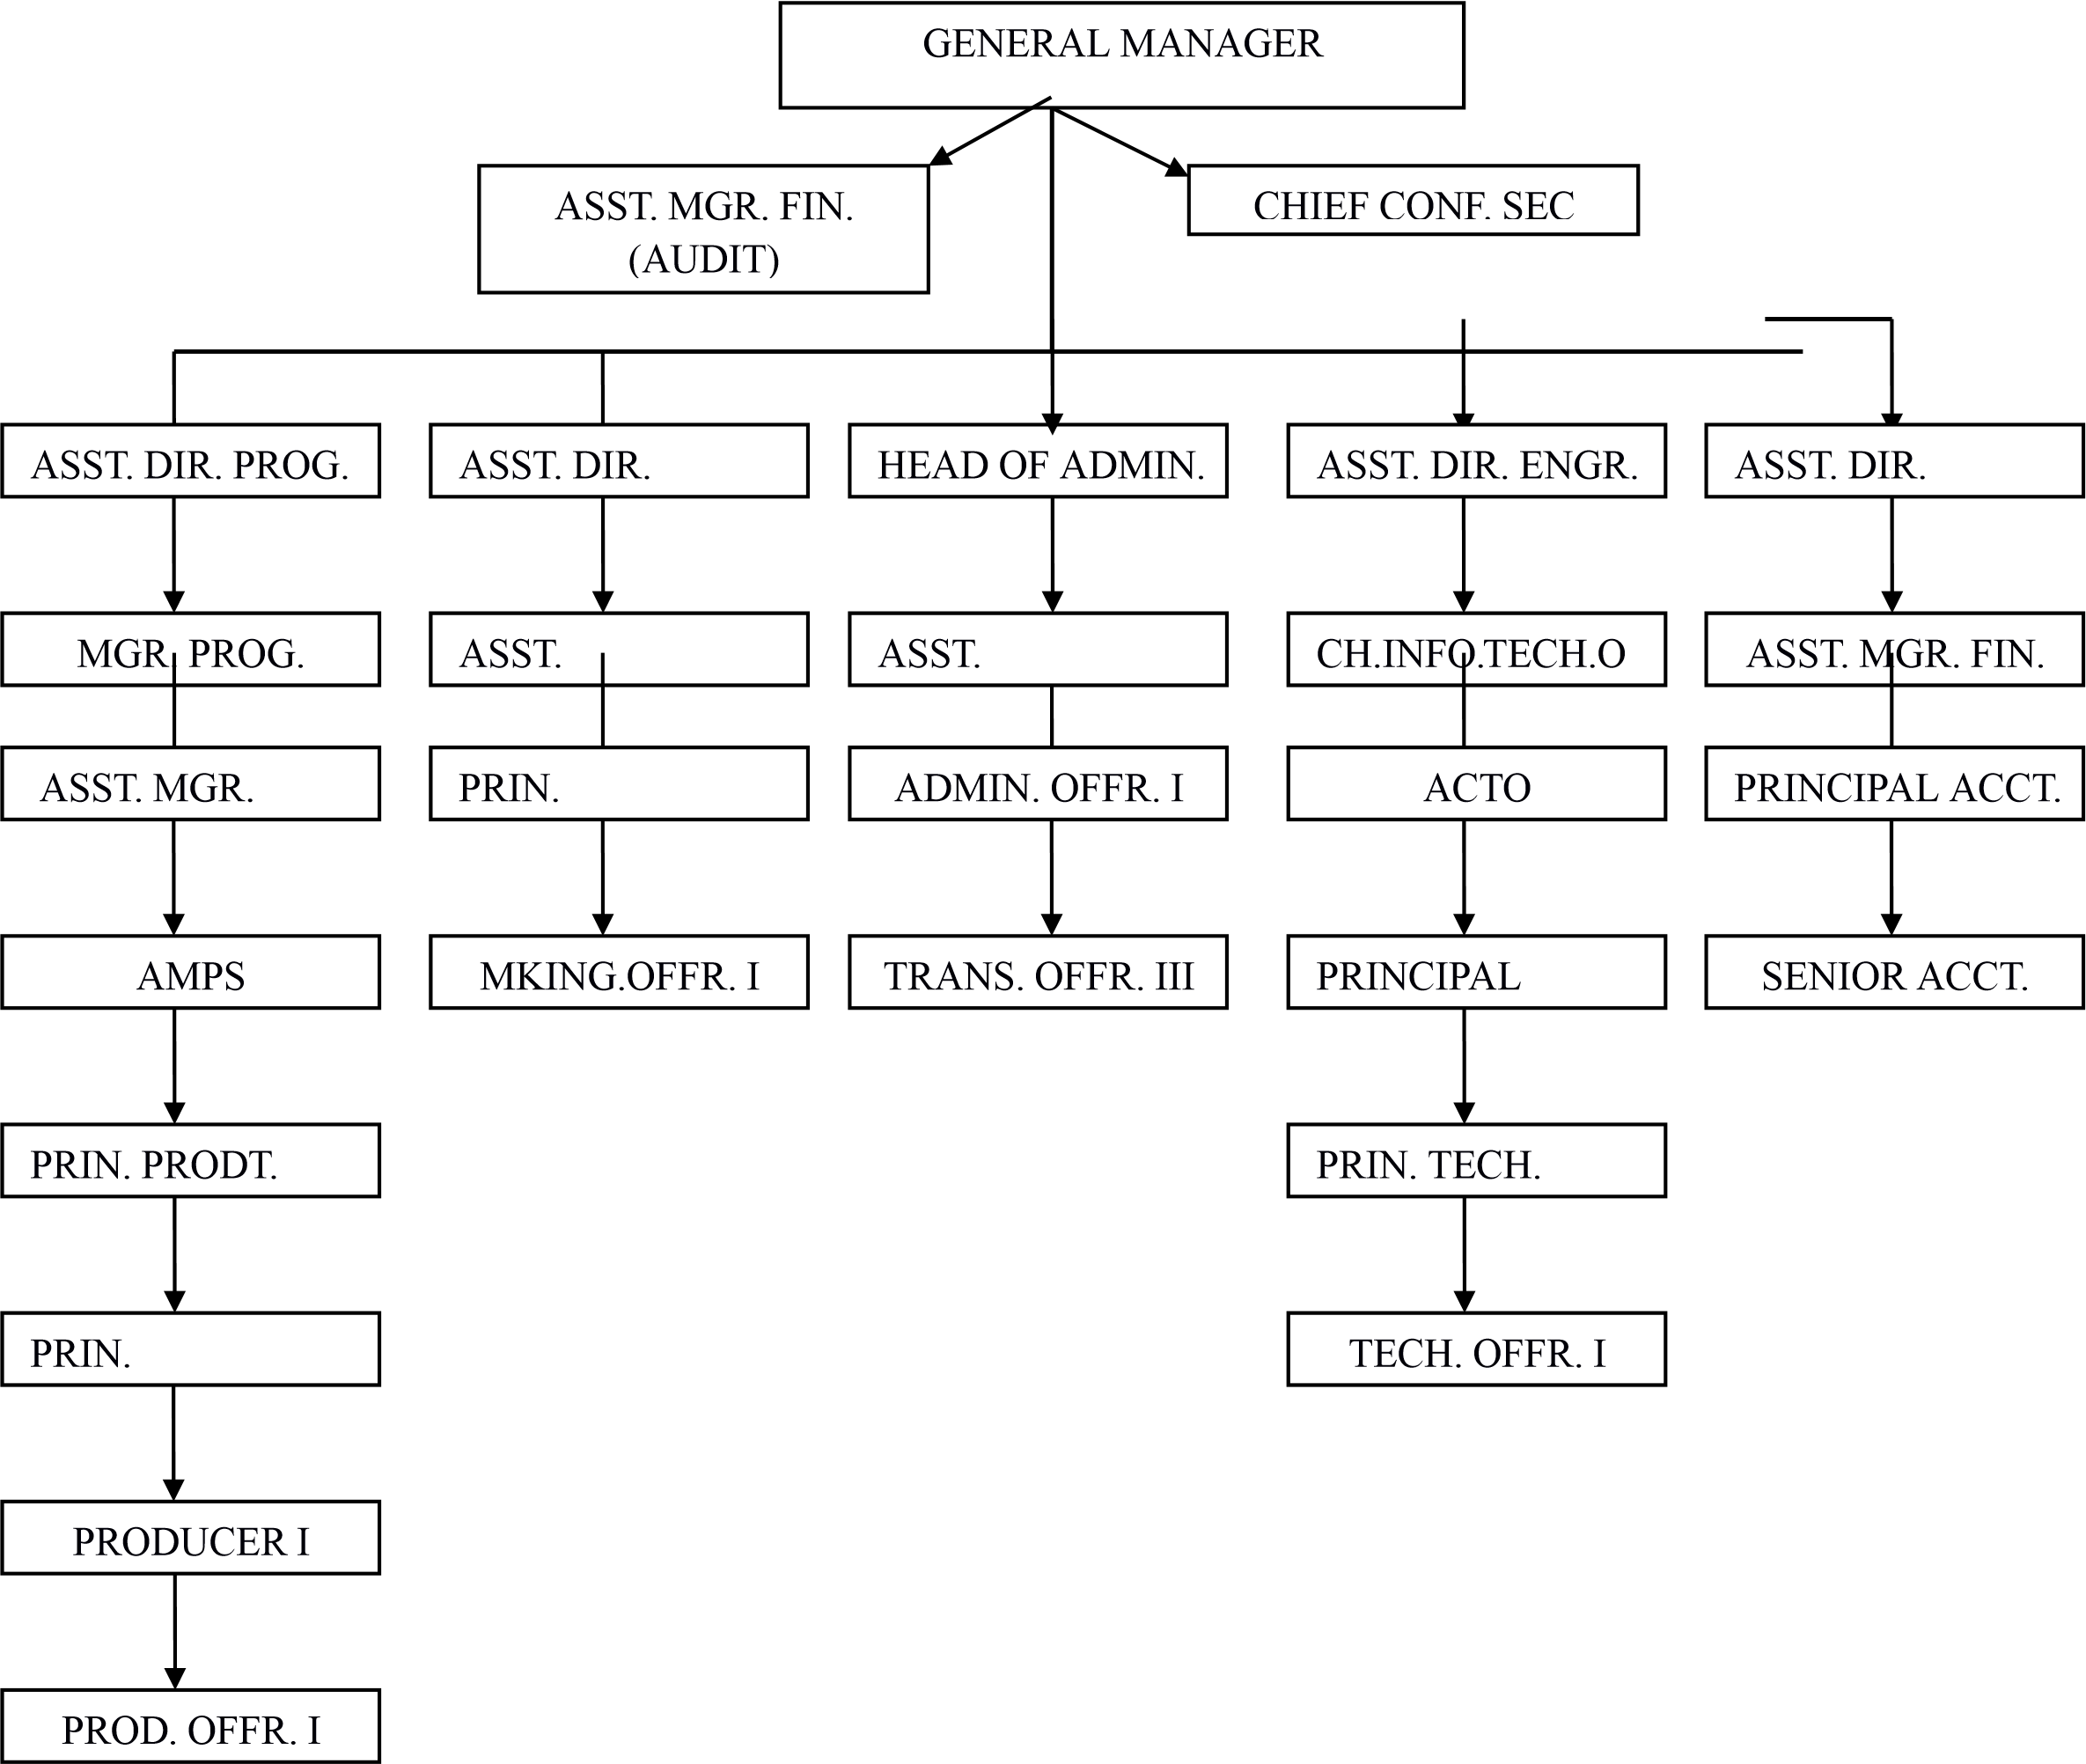 GENERAL MANAGER
ASST. MGR. FIN.
(AUDIT)
CHIEF CONF. SEC
ASST. DIR. PROG.
ASST. DIR.
HEAD OF ADMIN.
ASST. DIR. ENGR.
ASST. DIR.
MGR. PROG.
ASST.
ASST.
CH.INFO.TECH.O
ASST. MGR. FIN.
ASST. MGR.
PRIN.
ADMIN. OFFR. I
ACTO
PRINCIPAL ACCT.
AMPS
MKING.OFFR. I
TRANS. OFFR. III
PRINCIPAL
SENIOR ACCT.
PRIN. PRODT.
PRIN. TECH.
PRIN.
TECH. OFFR. I
PRODUCER I
PROD. OFFR. I